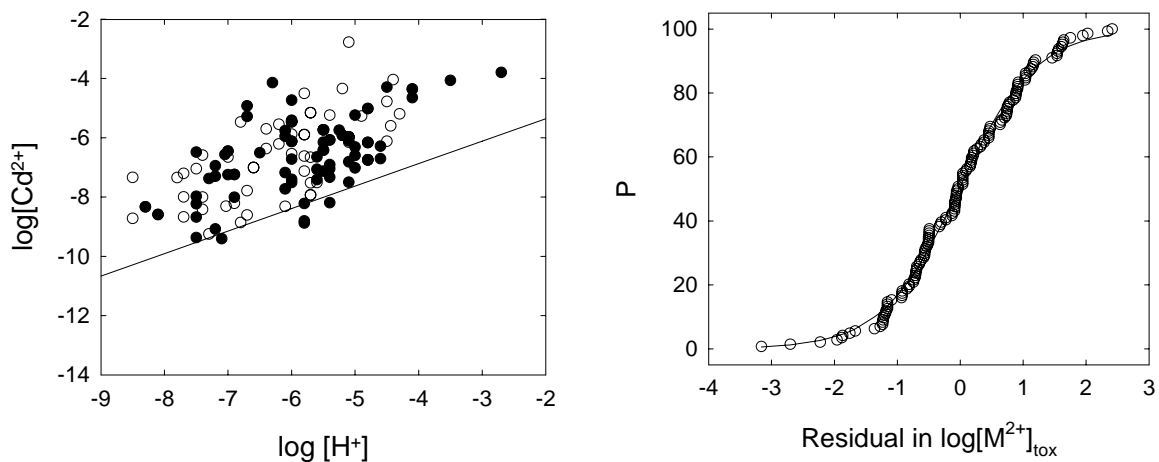 -2
-4
-6
-8
-10
-12
-14
log[Cd²⁺]
-9 -8 -7 -6 -5 -4 -3 -2
log [H⁺]
100
80
60
40
20
0
P
-4 -3 -2 -1 0 1 2 3
Residual in log[M²⁺]tox